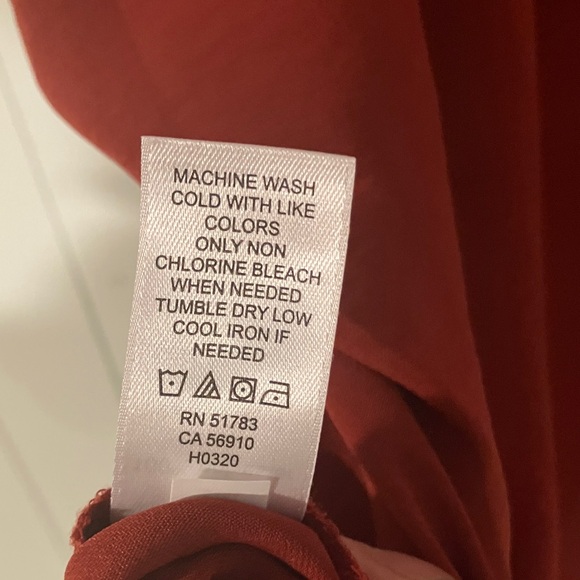 MACHINE WASH
COLD WITH LIKE
COLORS
ONLY NON
CHLORINE BLEACH
WHEN NEEDED
TUMBLE DRY LOW
COOL IRON IF
NEEDED
RN 51783
CA 56910
H0320